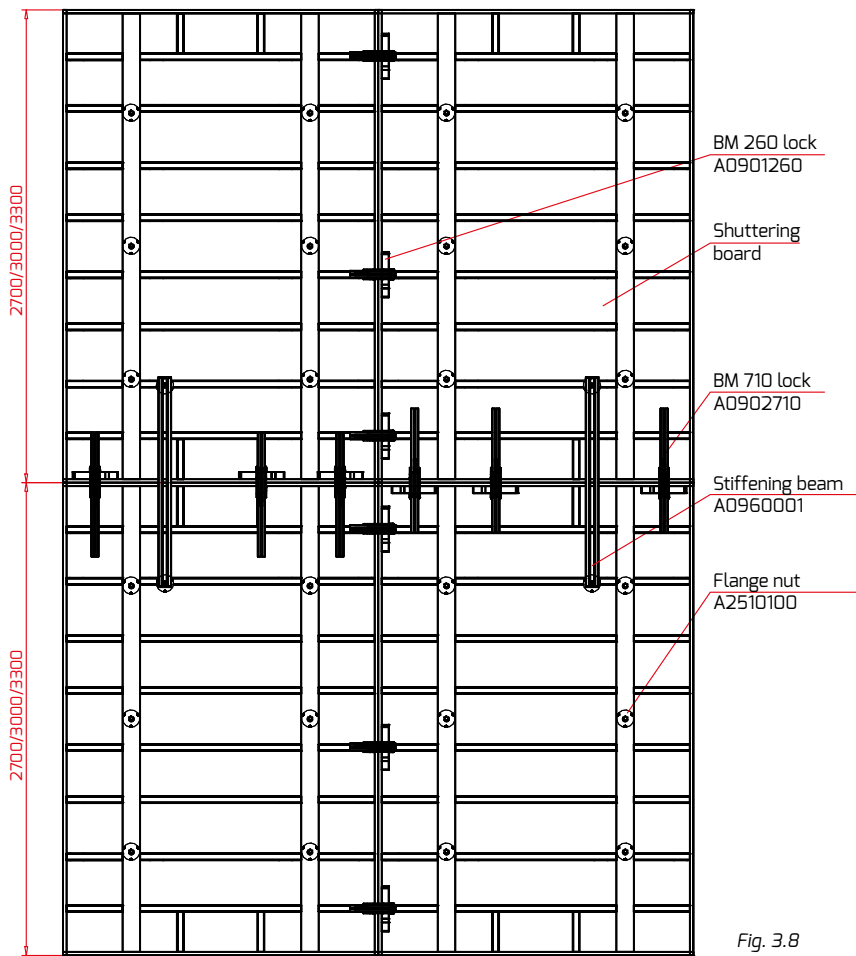 2700/3000/3300
2700/3000/3300
BM 260 lock
A0901260
Shuttering
board
BM 710 lock
A0902710
Stiffening beam
A0960001
Flange nut
A2510100
Fig. 3.8